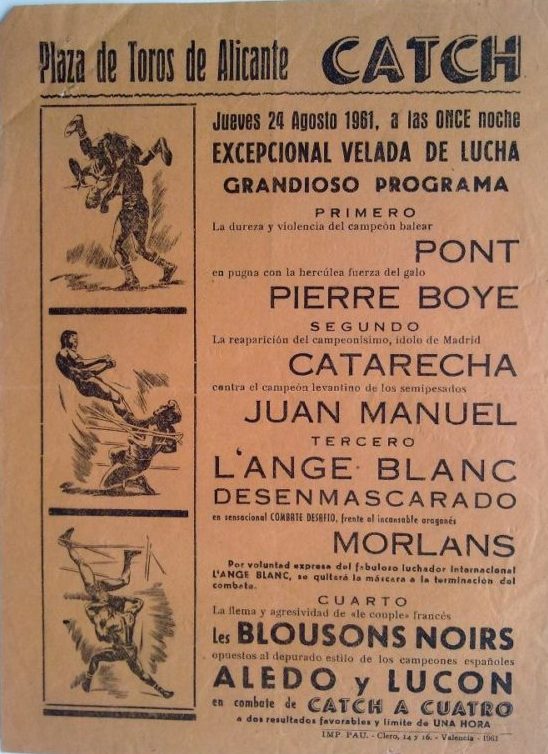 Plaza de Toros de Alicante CATCH
Jueves 24 Agosto 1961, a las ONCE noche
EXCEPCIONAL VELADA DE LUCHA
GRANDIOSO PROGRAMA
PRIMERO
La dureza y violencia del campeón balear
PONT
en pugna con la hercúlea fuerza del galo
PIERRE BOYE
SEGUNDO
La reaparición del campeonísimo, ídolo de Madrid
CATARECHA
contra el campeón levantino de los semipesados
JUAN MANUEL
TERCERO
L'ANGE BLANC
DESENMASCARADO
en sensacional COMBATE DESAFIO, frente al incansable aragonés
MORLANS
Por voluntad expresa del fabuloso luchador internacional
L'ANGE BLANC, se quitará la máscara a la terminación del
combate.
CUARTO
La flema y agresividad de «le couple» francés
Les BLOUSONS NOIRS
opuestos al depurado estilo de los campeones españoles
ALEDO y LUCON
en combate de CATCH A CUATRO
a dos resultados favorables y límite de UNA HORA
IMP. PAU. - Clero, 14 y 16. - Valencia - 1961